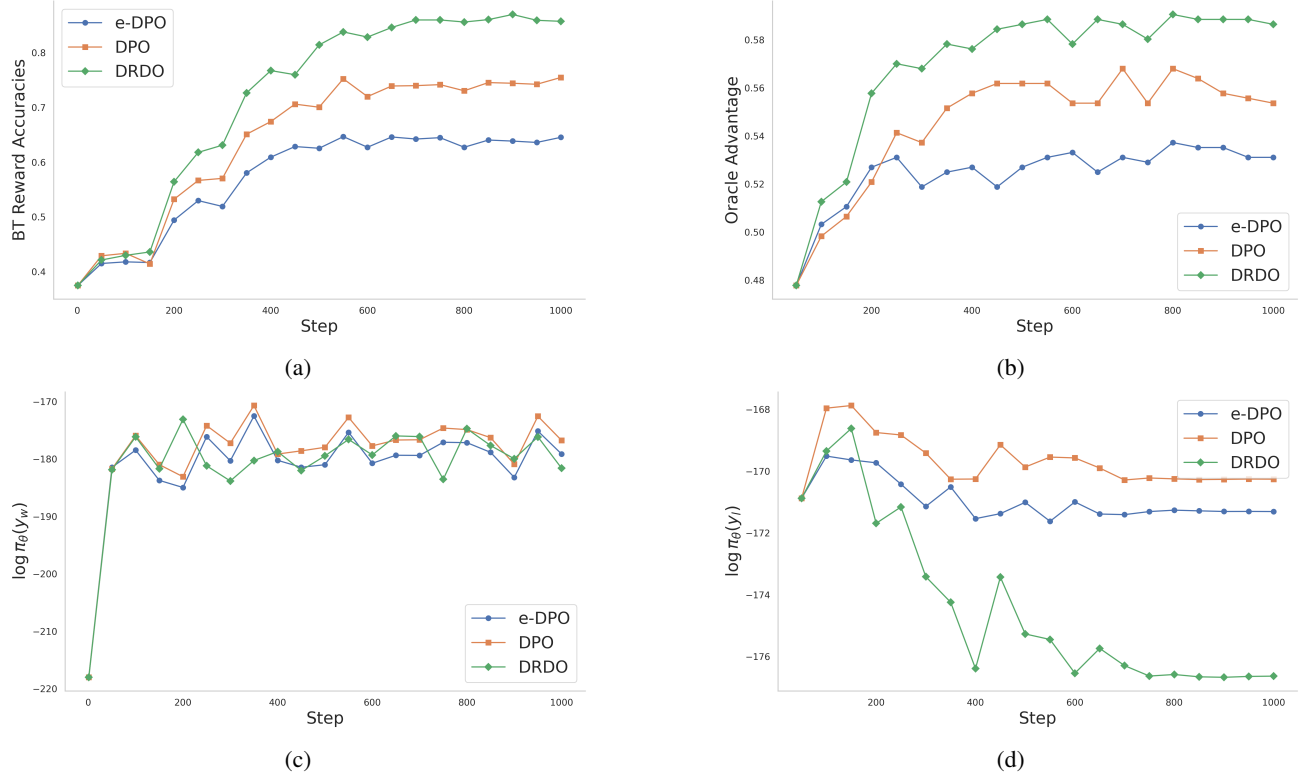 e-DPO
DPO
DRDO
BT Reward Accuracies
0.8
0.7
0.6
0.5
0.4
0
200
400
600
800
1000
Step
(a)
Oracle Advantage
0.58
0.56
0.54
0.52
0.50
0.48
e-DPO
DPO
DRDO
200
400
600
800
1000
Step
(b)
log π_θ(y_w)
−170
−180
−190
−200
−210
−220
e-DPO
DPO
DRDO
0
200
400
600
800
1000
Step
(c)
log π_θ(y_l)
−168
−170
−172
−174
−176
e-DPO
DPO
DRDO
200
400
600
800
1000
Step
(d)